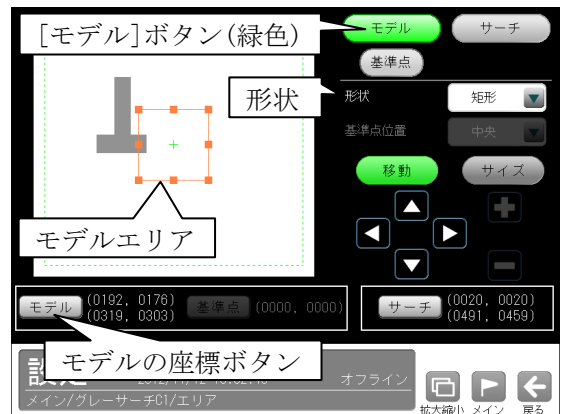 [モデル]ボタン(緑色)
モデル
サーチ
基準点
形状
形状
矩形
基準点位置
中央
移動
サイズ
モデルエリア
モデル
(0192, 0176)
(0319, 0303)
基準点
(0000, 0000)
サーチ
(0020, 0020)
(0491, 0459)
モデルの座標ボタン
オフライン
メイン/グレーサーチC1/エリア
拡大縮小
メイン
戻る